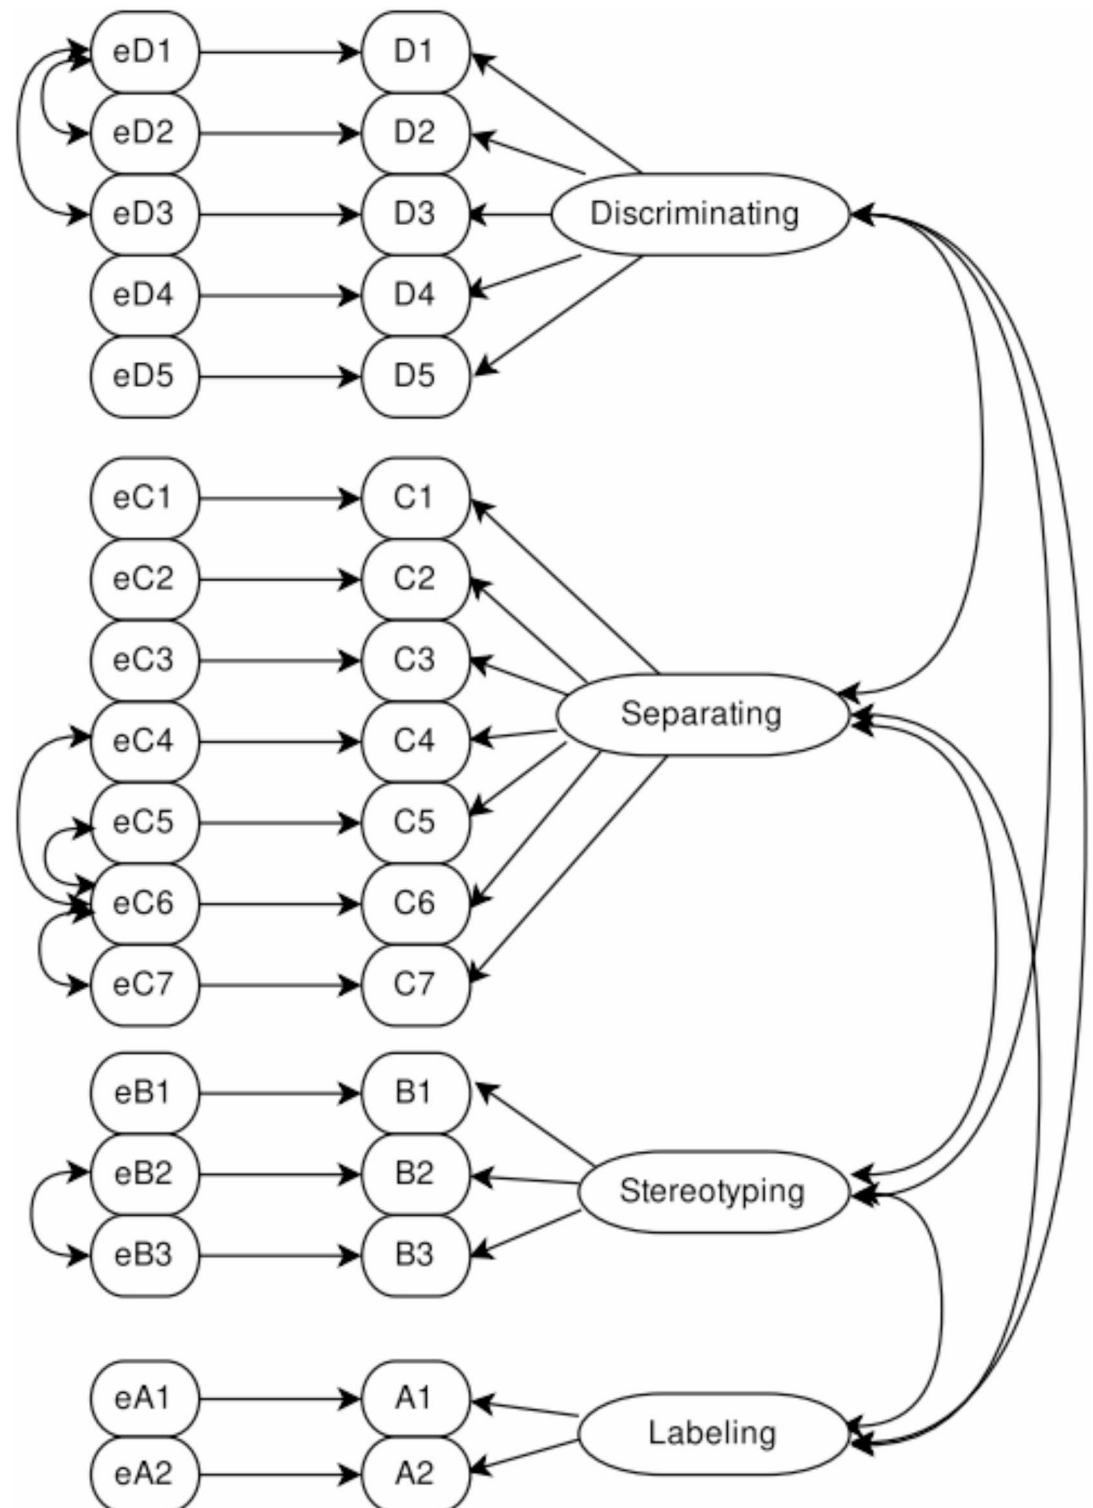 eD1 D1
eD2 D2
eD3 D3 Discriminating
eD4 D4
eD5 D5
eC1 C1
eC2 C2
eC3 C3
Separating
eC4 C4
eC5 C5
eC6 C6
eC7 C7
eB1 B1
eB2 B2
Stereotyping
eB3 B3
eA1 A1
Labeling
eA2 A2